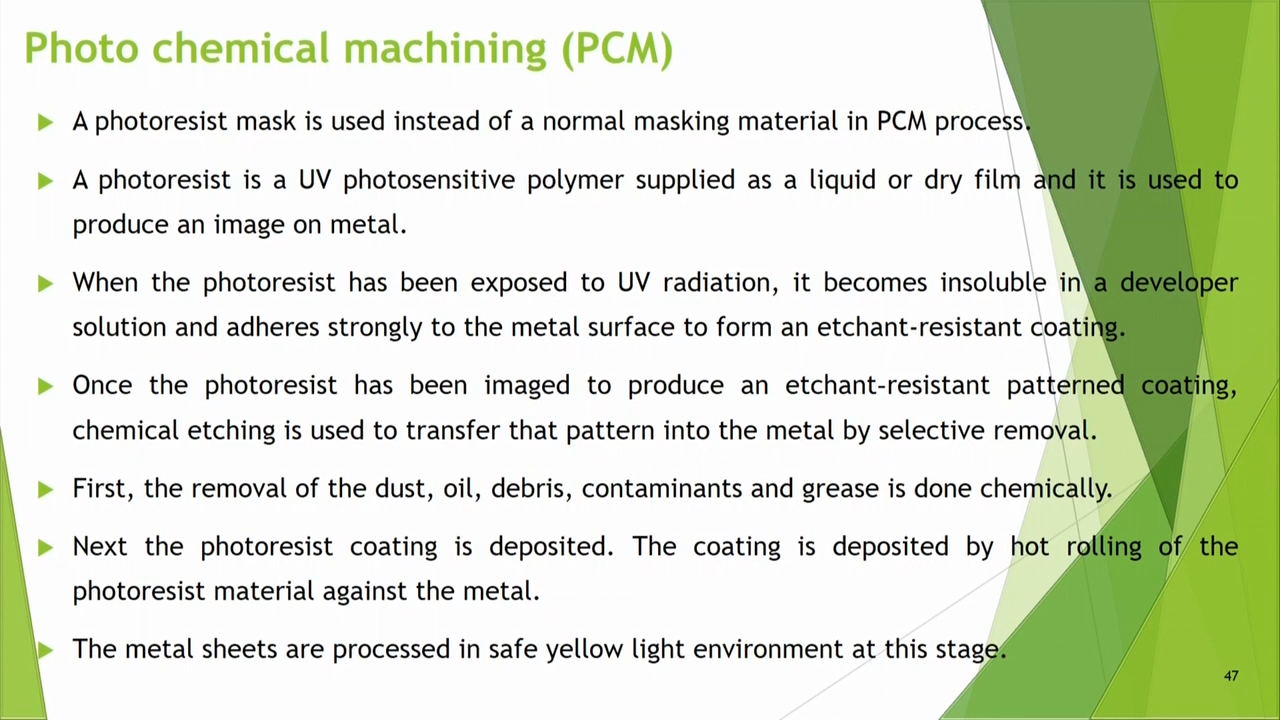 Photo chemical machining (PCM)
A photoresist mask is used instead of a normal masking material in PCM process.
A photoresist is a UV photosensitive polymer supplied as a liquid or dry film and it is used to
produce an image on metal.
When the photoresist has been exposed to UV radiation, it becomes insoluble in a developer
solution and adheres strongly to the metal surface to form an etchant-resistant coating.
Once the photoresist has been imaged to produce an etchant-resistant patterned coating,
chemical etching is used to transfer that pattern into the metal by selective removal.
First, the removal of the dust, oil, debris, contaminants and grease is done chemically.
Next the photoresist coating is deposited. The coating is deposited by hot rolling of the
photoresist material against the metal.
The metal sheets are processed in safe yellow light environment at this stage.
47